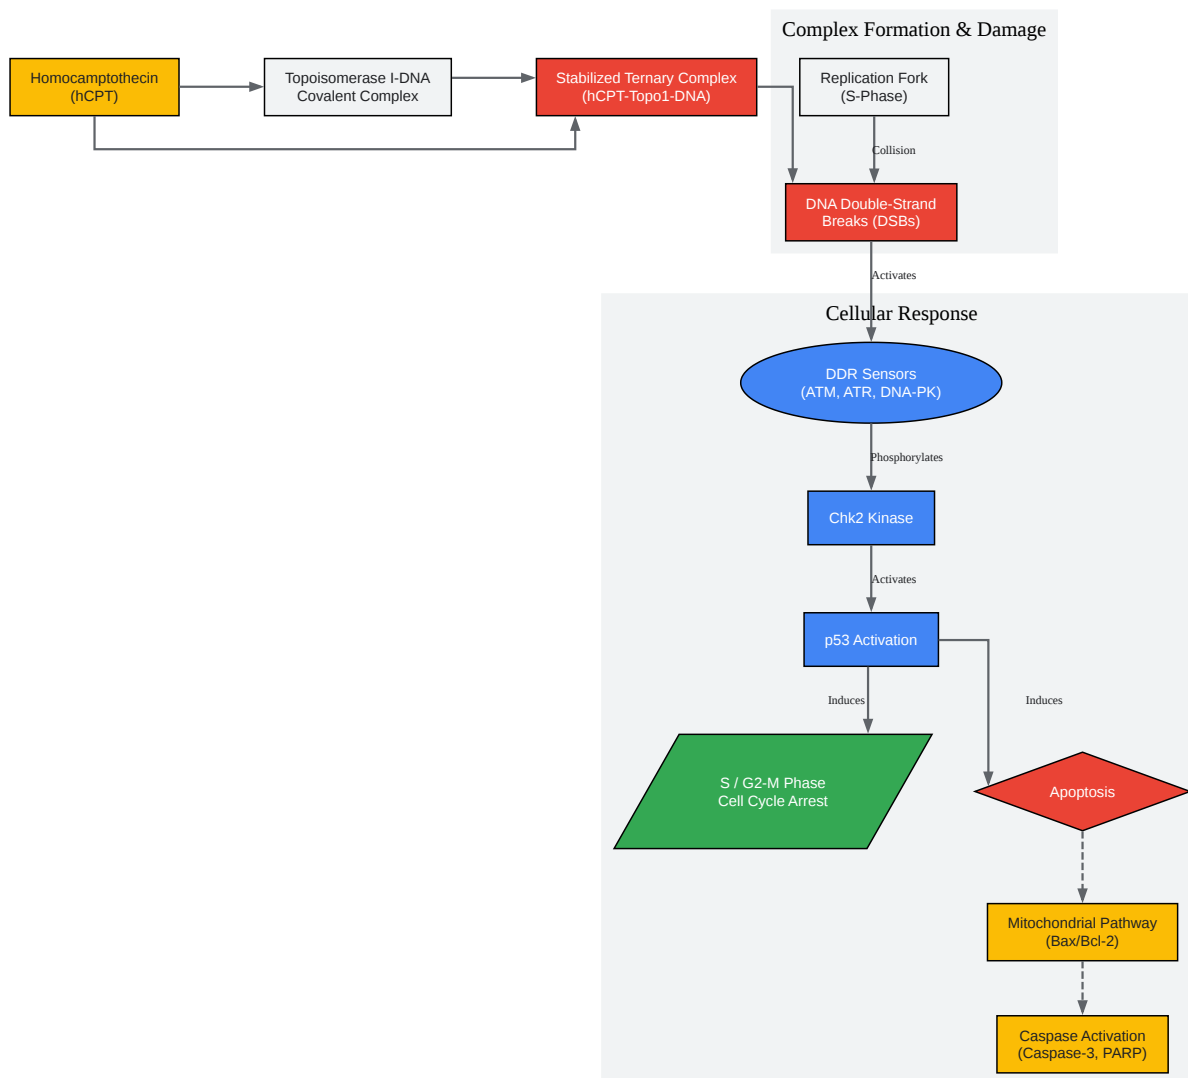 Complex Formation & Damage
Homocamptothecin
(hCPT)
Topoisomerase I-DNA
Covalent Complex
Stabilized Ternary Complex
(hCPT-Topo1-DNA)
Replication Fork
(S-Phase)
Collision
DNA Double-Strand
Breaks (DSBs)
Activates
Cellular Response
DDR Sensors
(ATM, ATR, DNA-PK)
Phosphorylates
Chk2 Kinase
Activates
p53 Activation
Induces
Induces
S / G2-M Phase
Cell Cycle Arrest
Apoptosis
Mitochondrial Pathway
(Bax/Bcl-2)
Caspase Activation
(Caspase-3, PARP)